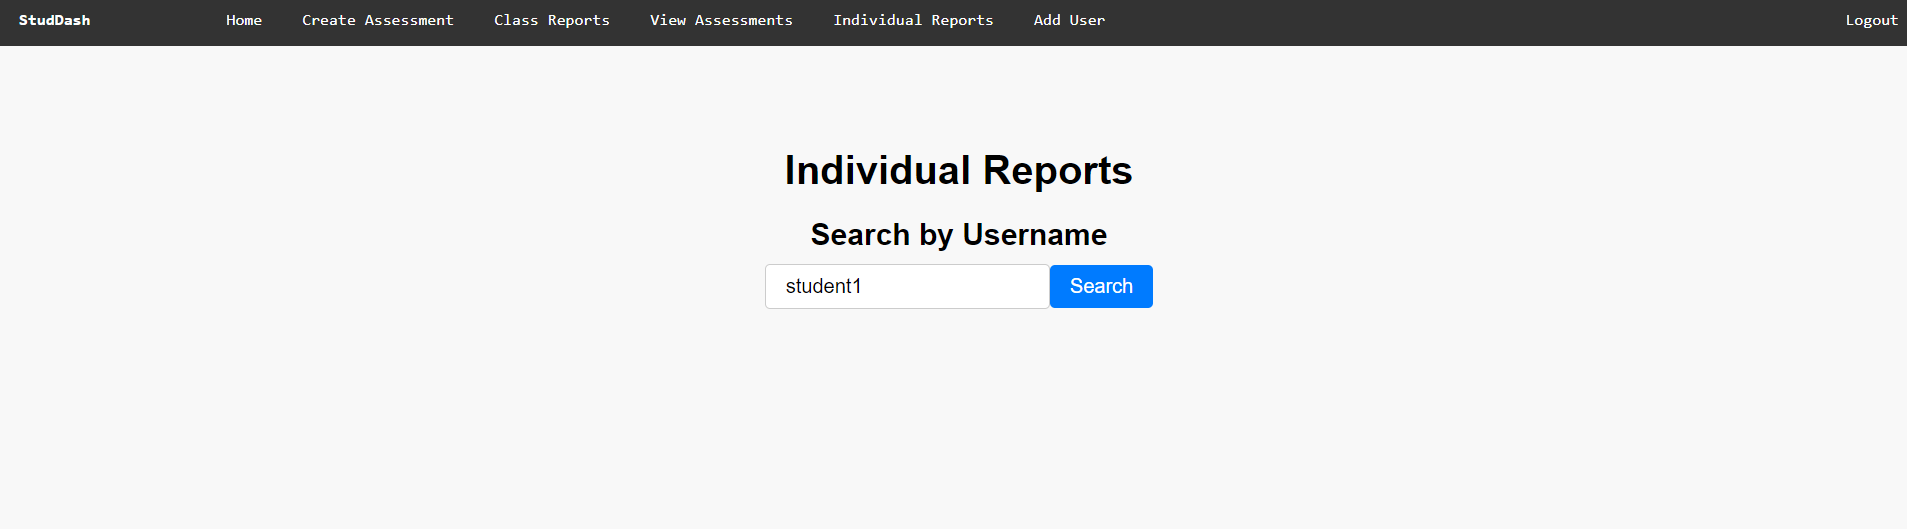 StudDash Home Create Assessment Class Reports View Assessments Individual Reports Add User Logout
Individual Reports
Search by Username
student1 Search